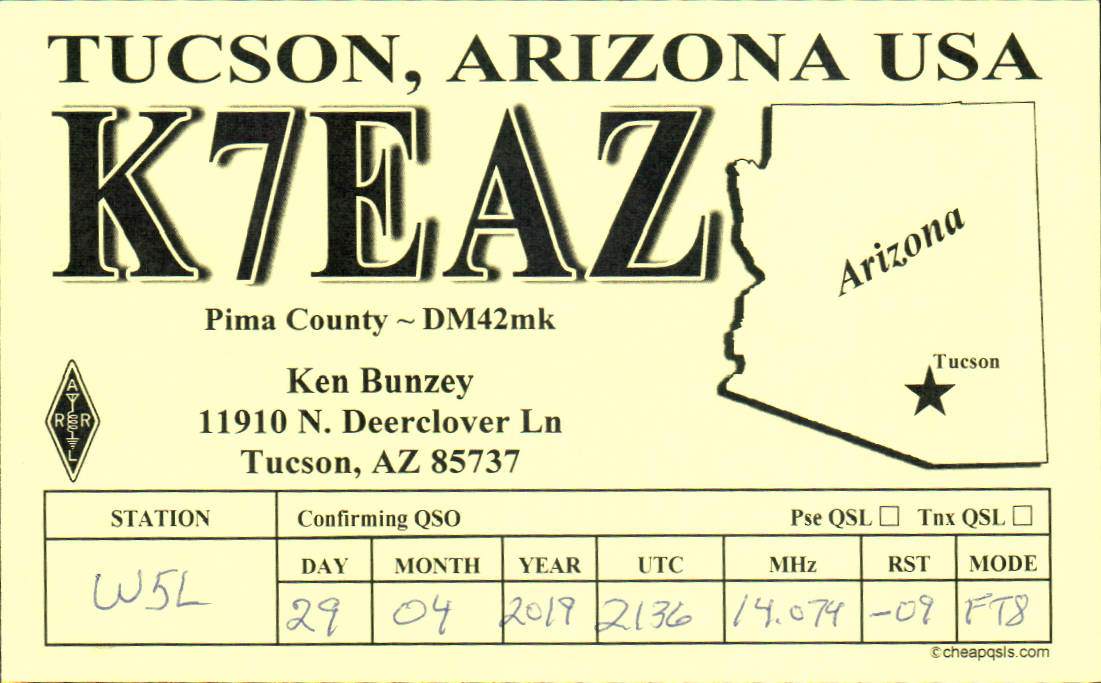 TUCSON, ARIZONA USA
K7EAZ
Arizona
Pima County ~ DM42mk
Tucson
Ken Bunzey
11910 N. Deerclover Ln
Tucson, AZ 85737
ARRL
STATION Confirming QSO Pse QSL ☐ Tnx QSL ☐
DAY MONTH YEAR UTC MHz RST MODE
W5L 29 04 2019 2136 14.074 -09 FT8
©cheapqsls.com